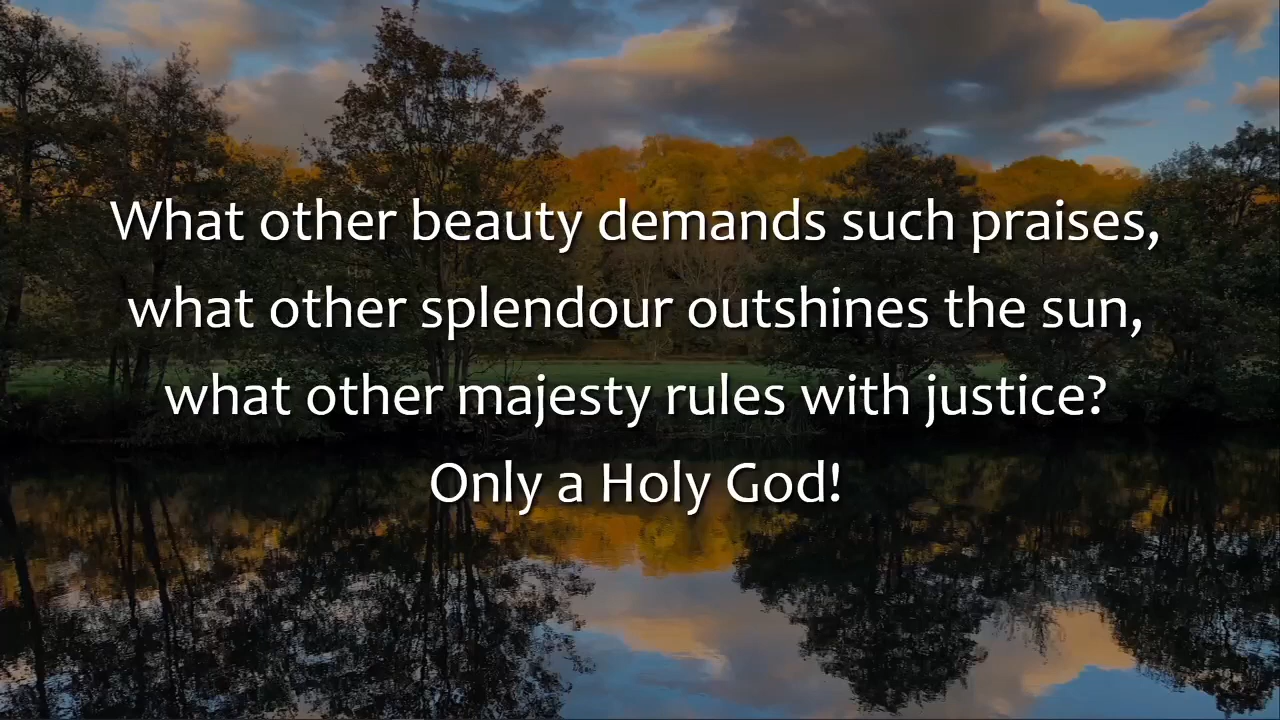 What other beauty demands such praises,
what other splendour outshines the sun,
what other majesty rules with justice?
Only a Holy God!